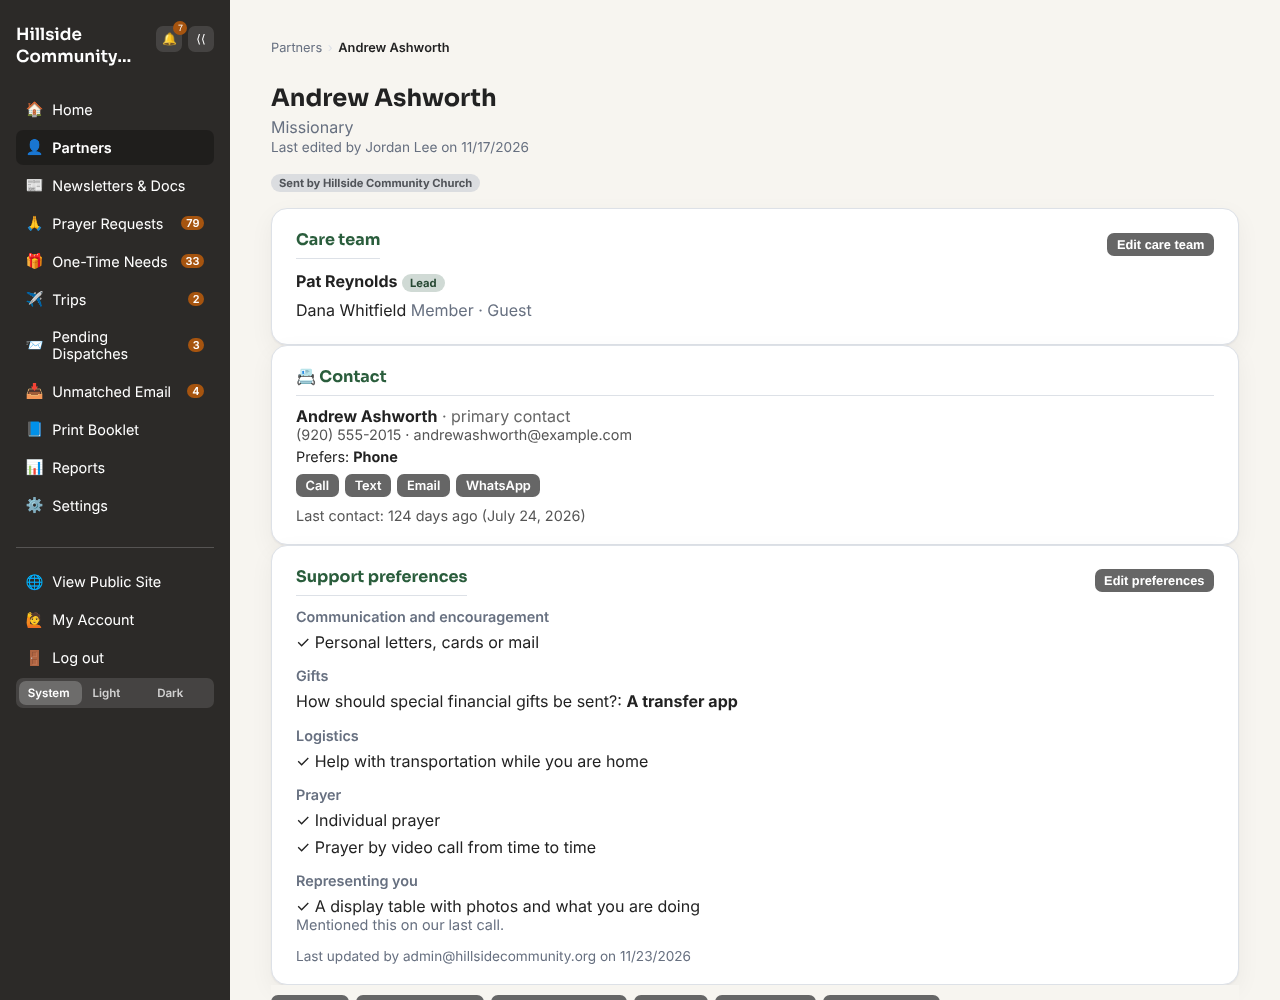 Hillside
Community...
7
⟨⟨
Home
Partners
Newsletters & Docs
Prayer Requests 79
One-Time Needs 33
Trips 2
Pending
Dispatches 3
Unmatched Email 4
Print Booklet
Reports
Settings
View Public Site
My Account
Log out
System Light Dark
Partners › Andrew Ashworth
Andrew Ashworth
Missionary
Last edited by Jordan Lee on 11/17/2026
Sent by Hillside Community Church
Care team
Edit care team
Pat Reynolds Lead
Dana Whitfield Member · Guest
Contact
Andrew Ashworth · primary contact
(920) 555-2015 · andrewashworth@example.com
Prefers: Phone
Call Text Email WhatsApp
Last contact: 124 days ago (July 24, 2026)
Support preferences
Edit preferences
Communication and encouragement
✓ Personal letters, cards or mail
Gifts
How should special financial gifts be sent?: A transfer app
Logistics
✓ Help with transportation while you are home
Prayer
✓ Individual prayer
✓ Prayer by video call from time to time
Representing you
✓ A display table with photos and what you are doing
Mentioned this on our last call.
Last updated by admin@hillsidecommunity.org on 11/23/2026